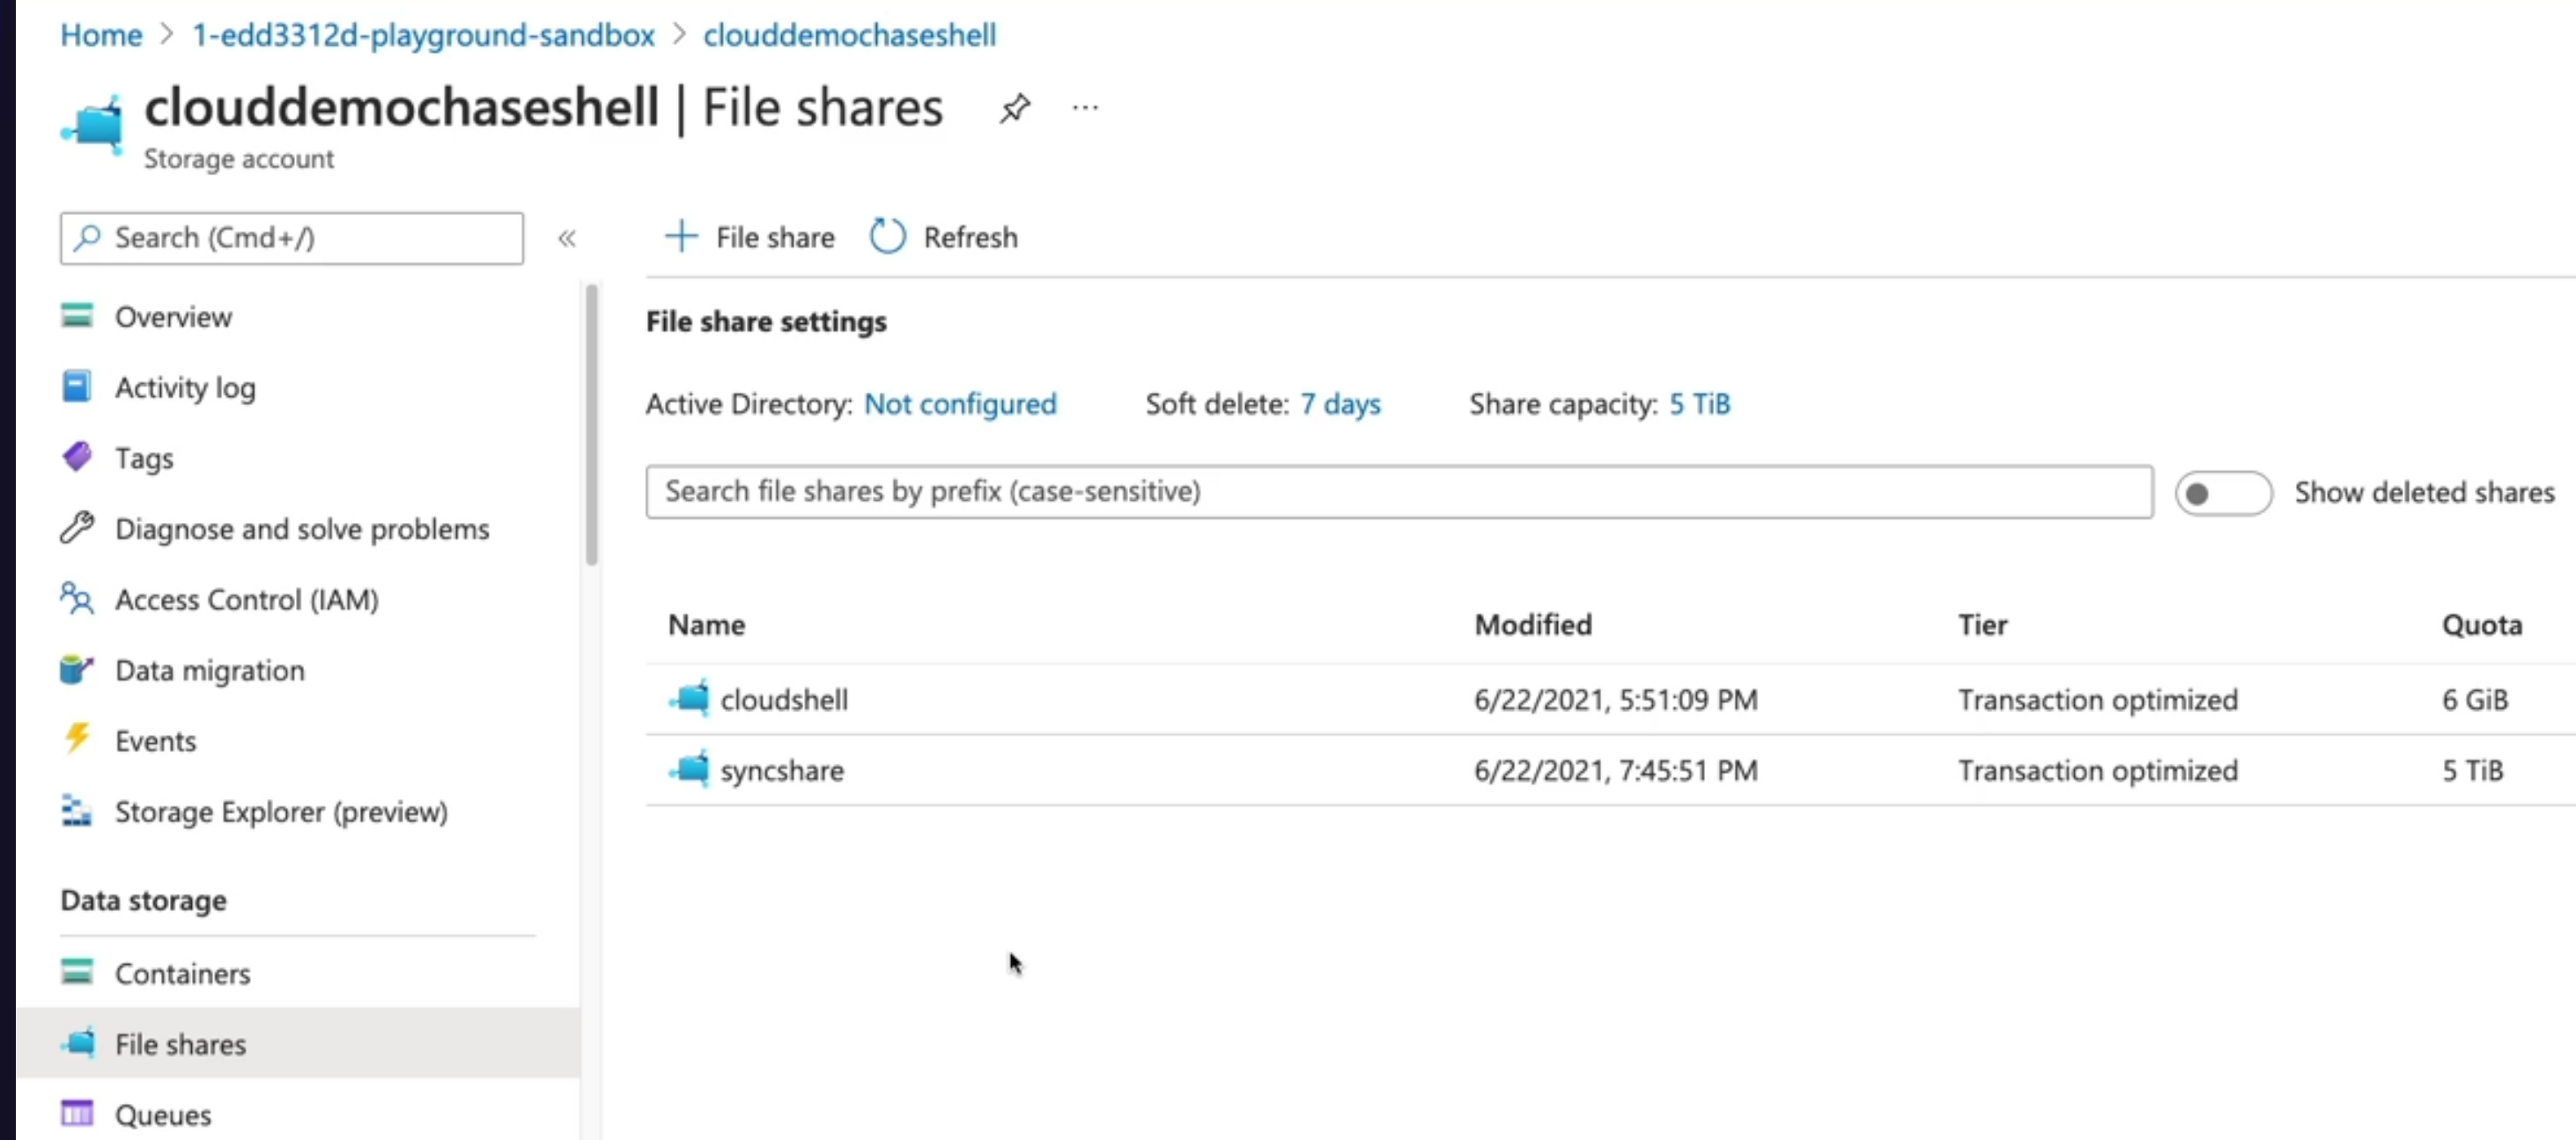 Home > 1-edd3312d-playground-sandbox > clouddemochaseshell
clouddemochaseshell | File shares ...
Storage account
Search (Cmd+/)
«
+ File share Refresh
Overview
Activity log
Tags
Diagnose and solve problems
Access Control (IAM)
Data migration
Events
Storage Explorer (preview)
Data storage
Containers
File shares
Queues
File share settings
Active Directory: Not configured Soft delete: 7 days Share capacity: 5 TiB
Search file shares by prefix (case-sensitive) Show deleted shares
Name Modified Tier Quota
cloudshell 6/22/2021, 5:51:09 PM Transaction optimized 6 GiB
syncshare 6/22/2021, 7:45:51 PM Transaction optimized 5 TiB